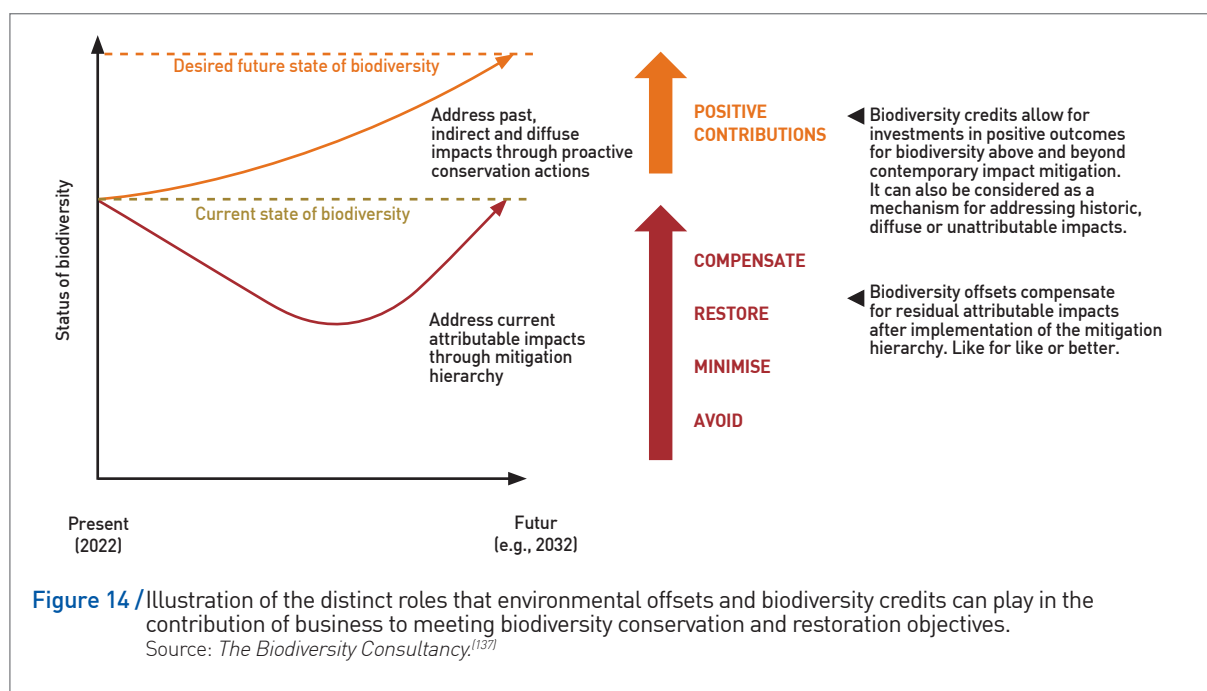 Desired future state of biodiversity
Address past,
indirect and diffuse
impacts through proactive
conservation actions
Current state of biodiversity
Status of biodiversity
Address current
attributable impacts
through mitigation
hierarchy
Present
(2022)
Futur
(e.g., 2032)
POSITIVE
CONTRIBUTIONS
COMPENSATE
RESTORE
MINIMISE
AVOID
Biodiversity credits allow for
investments in positive outcomes
for biodiversity above and beyond
contemporary impact mitigation.
It can also be considered as a
mechanism for addressing historic,
diffuse or unattributable impacts.
Biodiversity offsets compensate
for residual attributable impacts
after implementation of the mitigation
hierarchy. Like for like or better.
Figure 14 / Illustration of the distinct roles that environmental offsets and biodiversity credits can play in the
contribution of business to meeting biodiversity conservation and restoration objectives.
Source: The Biodiversity Consultancy.[137]